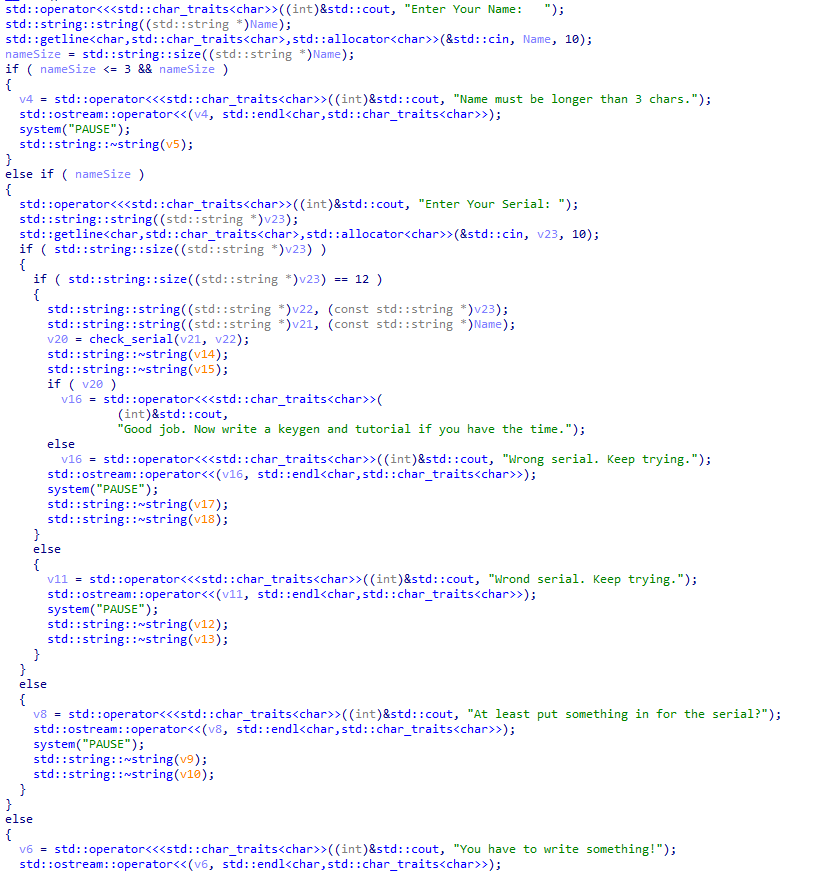 std::operator<<<std::char_traits<char>>((int)&std::cout, "Enter Your Name:   ");
std::string::string((std::string *)Name);
std::getline<char,std::char_traits<char>,std::allocator<char>>(&std::cin, Name, 10);
nameSize = std::string::size((std::string *)Name);
if ( nameSize <= 3 && nameSize )
{
  v4 = std::operator<<<std::char_traits<char>>((int)&std::cout, "Name must be longer than 3 chars.");
  std::ostream::operator<<(v4, std::endl<char,std::char_traits<char>>);
  system("PAUSE");
  std::string::~string(v5);
}
else if ( nameSize )
{
  std::operator<<<std::char_traits<char>>((int)&std::cout, "Enter Your Serial: ");
  std::string::string((std::string *)v23);
  std::getline<char,std::char_traits<char>,std::allocator<char>>(&std::cin, v23, 10);
  if ( std::string::size((std::string *)v23) )
  {
    if ( std::string::size((std::string *)v23) == 12 )
    {
      std::string::string((std::string *)v22, (const std::string *)v23);
      std::string::string((std::string *)v21, (const std::string *)Name);
      v20 = check_serial(v21, v22);
      std::string::~string(v14);
      std::string::~string(v15);
      if ( v20 )
        v16 = std::operator<<<std::char_traits<char>>(
                (int)&std::cout,
                "Good job. Now write a keygen and tutorial if you have the time.");
      else
        v16 = std::operator<<<std::char_traits<char>>((int)&std::cout, "Wrong serial. Keep trying.");
      std::ostream::operator<<(v16, std::endl<char,std::char_traits<char>>);
      system("PAUSE");
      std::string::~string(v17);
      std::string::~string(v18);
    }
    else
    {
      v11 = std::operator<<<std::char_traits<char>>((int)&std::cout, "Wrond serial. Keep trying.");
      std::ostream::operator<<(v11, std::endl<char,std::char_traits<char>>);
      system("PAUSE");
      std::string::~string(v12);
      std::string::~string(v13);
    }
  }
  else
  {
    v8 = std::operator<<<std::char_traits<char>>((int)&std::cout, "At least put something in for the serial?");
    std::ostream::operator<<(v8, std::endl<char,std::char_traits<char>>);
    system("PAUSE");
    std::string::~string(v9);
    std::string::~string(v10);
  }
}
else
{
  v6 = std::operator<<<std::char_traits<char>>((int)&std::cout, "You have to write something!");
  std::ostream::operator<<(v6, std::endl<char,std::char_traits<char>>);